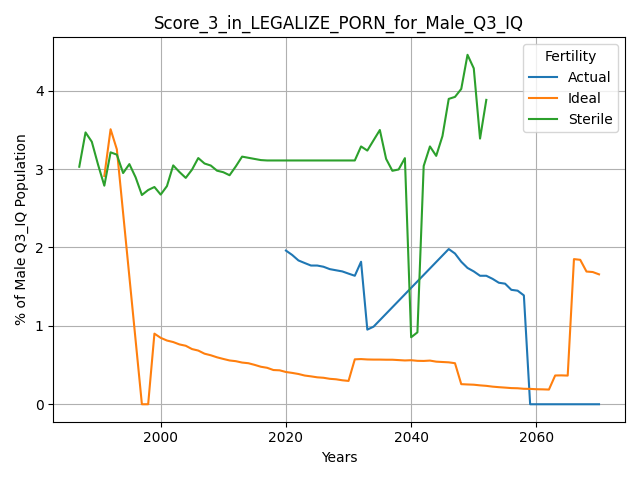 Score_3_in_LEGALIZE_PORN_for_Male_Q3_IQ
Fertility
Actual
Ideal
Sterile
% of Male Q3_IQ Population
4
3
2
1
0
2000 2020 2040 2060
Years